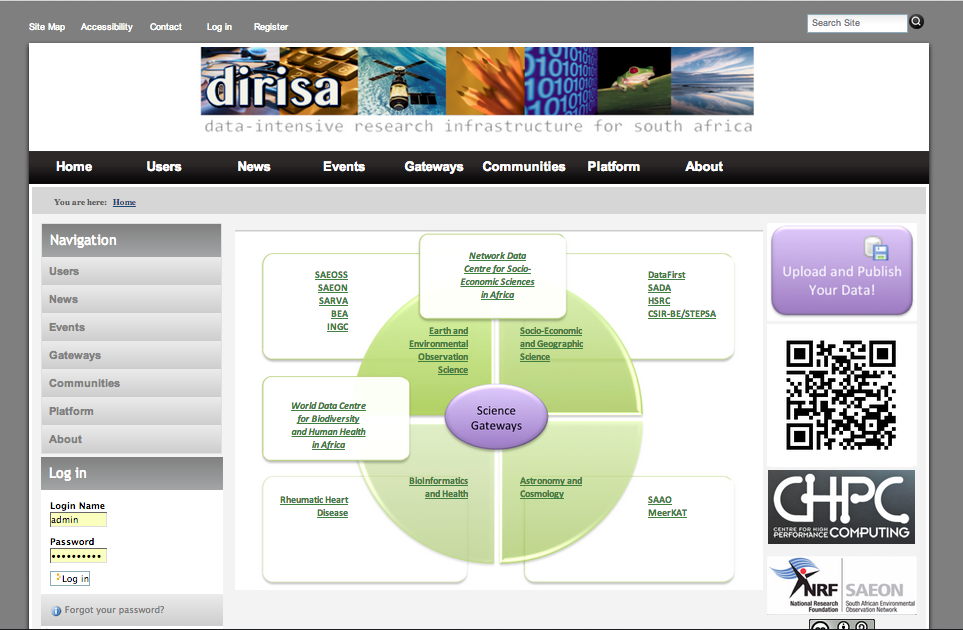 Site Map Accessibility Contact Log in Register
Search Site
dirisa
data-intensive research infrastructure for south africa
Home Users News Events Gateways Communities Platform About
You are here: Home
Navigation
Users
News
Events
Gateways
Communities
Platform
About
Log in
Login Name
admin
Password
••••••••••
Log in
Forgot your password?
SAEOSS
SAEON
SARVA
BEA
INGC
Network Data
Centre for Socio-
Economic Sciences
in Africa
DataFirst
SADA
HSRC
CSIR-BE/STEPSA
Earth and
Environmental
Observation
Science
Socio-Economic
and Geographic
Science
World Data Centre
for Biodiversity
and Human Health
in Africa
Science
Gateways
Rheumatic Heart
Disease
BioInformatics
and Health
Astronomy and
Cosmology
SAAO
MeerKAT
Upload and Publish
Your Data!
CHPC
CENTRE FOR HIGH
PERFORMANCE COMPUTING
NRF SAEON
National Research
Foundation
South African Environmental
Observation Network